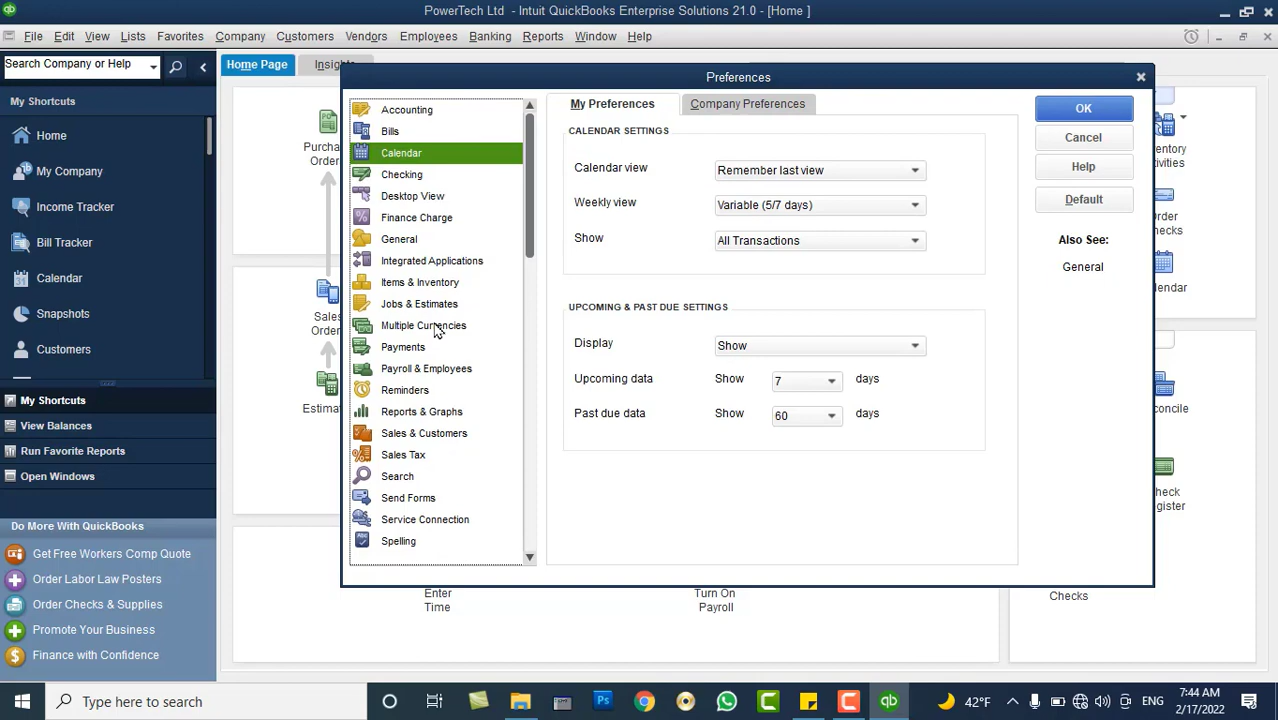 PowerTech Ltd - Intuit QuickBooks Enterprise Solutions 21.0 - [Home ]
File Edit View Lists Favorites Company Customers Vendors Employees Banking Reports Window Help
Search Company or Help
My Shortcuts
Home
My Company
Income Tracker
Bill Tracker
Calendar
Snapshots
Customers
My Shortcuts
View Balances
Run Favorite Reports
Open Windows
Do More With QuickBooks
Get Free Workers Comp Quote
Order Labor Law Posters
Order Checks & Supplies
Promote Your Business
Finance with Confidence
Home Page
Order
Order
Preferences
Accounting
Bills
Calendar
Checking
Desktop View
Finance Charge
General
Integrated Applications
Items & Inventory
Jobs & Estimates
Multiple Currencies
Payments
Payroll & Employees
Reminders
Reports & Graphs
Sales & Customers
Sales Tax
Search
Send Forms
Service Connection
Spelling
My Preferences Company Preferences
CALENDAR SETTINGS
Calendar view Remember last view
Weekly view Variable (5/7 days)
Show All Transactions
UPCOMING & PAST DUE SETTINGS
Display Show
Upcoming data Show 7 days
Past due data Show 60 days
OK
Cancel
Help
Default
Also See:
General
Order
Checks
Enter
Time
Turn On
Payroll
Checks
Type here to search
ABC
42°F
ENG
7:44 AM
2/17/2022